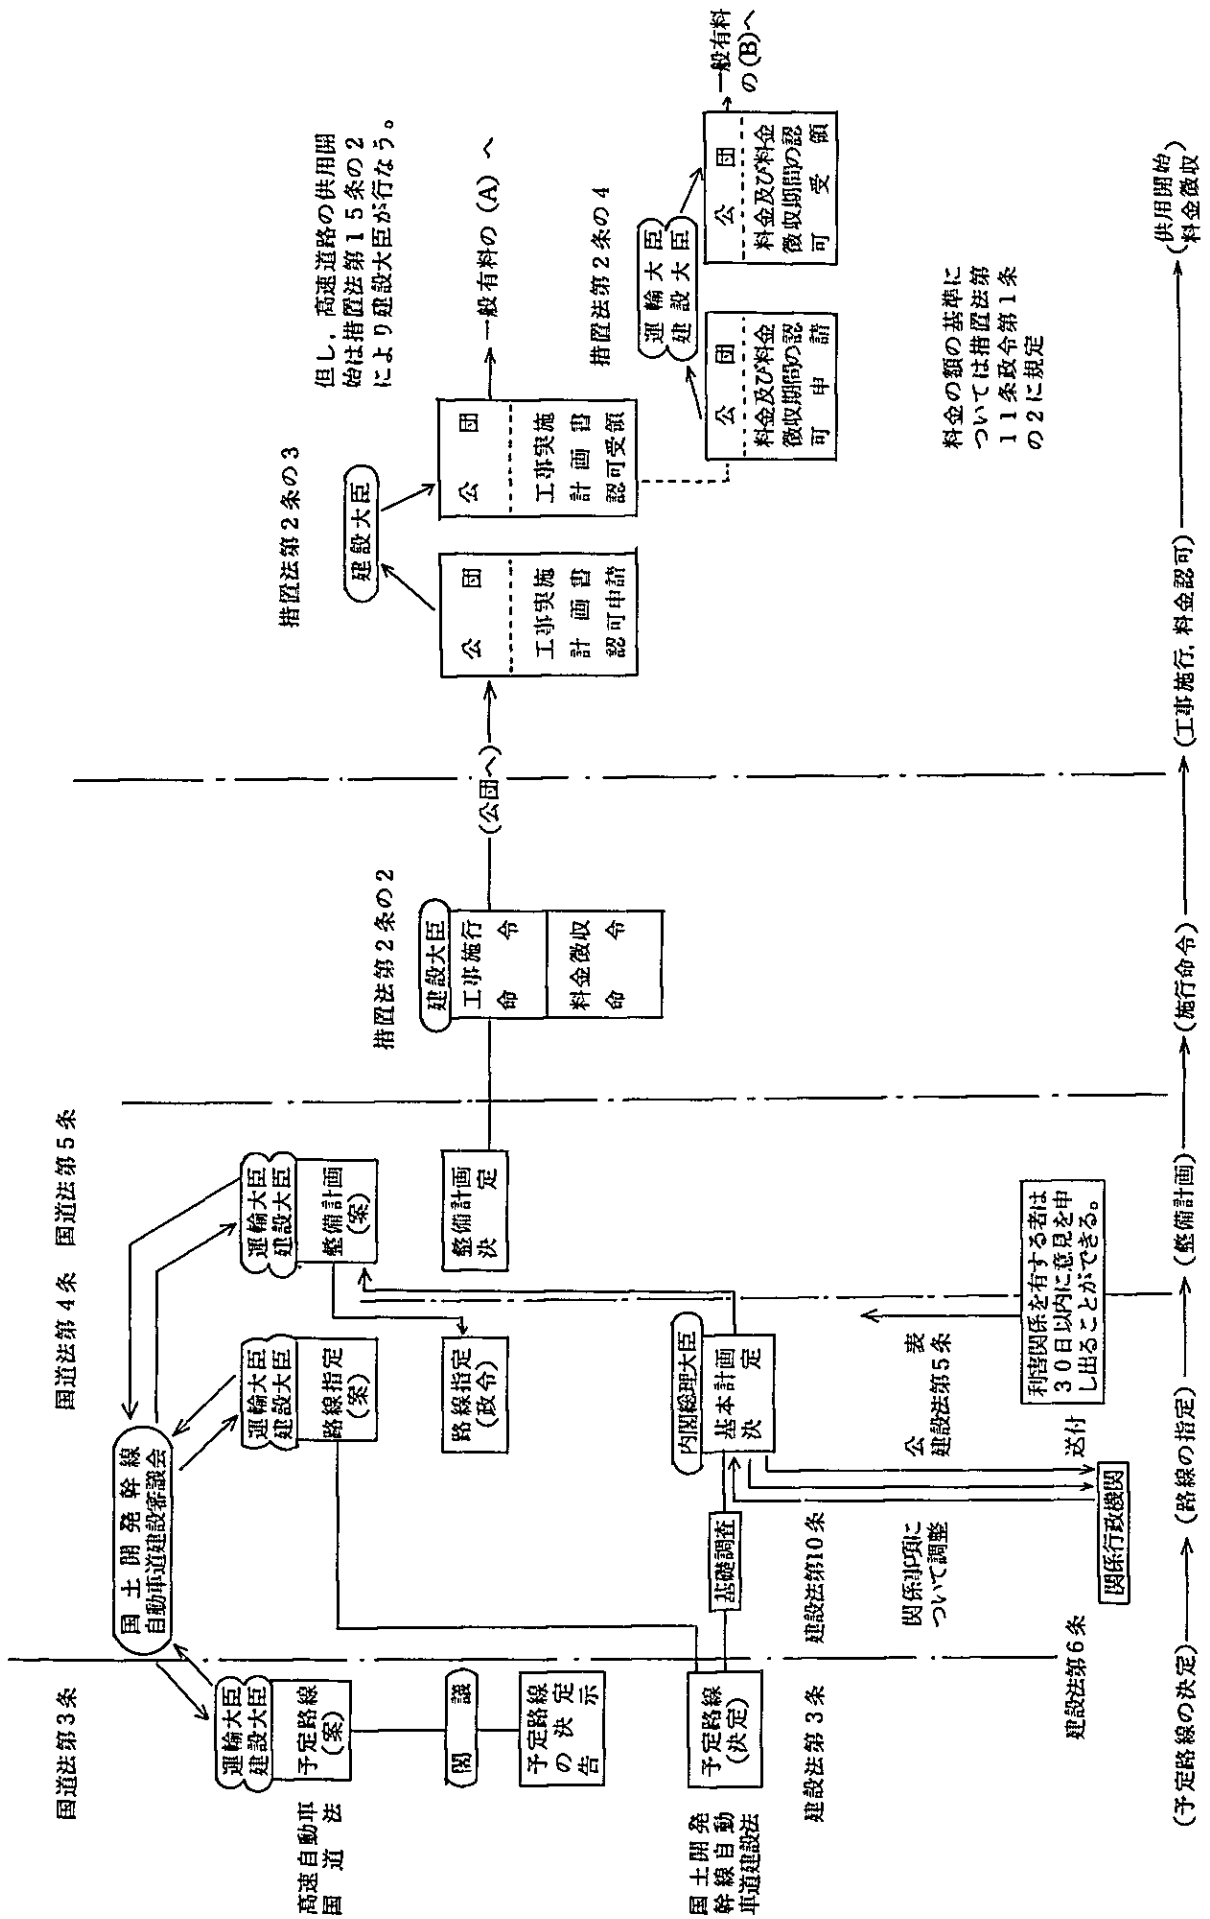 国道法第3条
国道法第4条
国道法第5条
高速自動車
国道法
運輸大臣
建設大臣
予定路線
(案)
閣議
予定路線
の決定
告示
国土開発幹線
自動車道建設審議会
運輸大臣
建設大臣
路線指定
(案)
路線指定
(政令)
運輸大臣
建設大臣
整備計画
(案)
整備計画
決定
国土開発
幹線自動
車道建設法
予定路線
(決定)
建設法第3条
基礎調査
建設法第10条
内閣総理大臣
基本計画
決定
関係事項に
ついて調整
建設法第6条
関係行政機関
送付
公表
建設法第5条
利害関係を有する者は
30日以内に意見を申
し出ることができる。
措置法第2条の2
建設大臣
工事施行
命令
料金徴収
命令
(公団へ)
措置法第2条の3
建設大臣
公団
工事実施
計画書
認可申請
公団
工事実施
計画書
認可受領
一般有料の(A)へ
但し、高速道路の供用開
始は措置法第15条の2
により建設大臣が行なう。
措置法第2条の4
運輸大臣
建設大臣
公団
料金及び料金
徴収期間の認
可申請
公団
料金及び料金
徴収期間の認
可受領
一般有料
の(B)へ
料金の額の基準に
ついては措置法第
11条政令第1条
の2に規定
(予定路線の決定)
(路線の指定)
(整備計画)
(施行命令)
(工事施行,料金認可)
(供用開始
料金徴収)